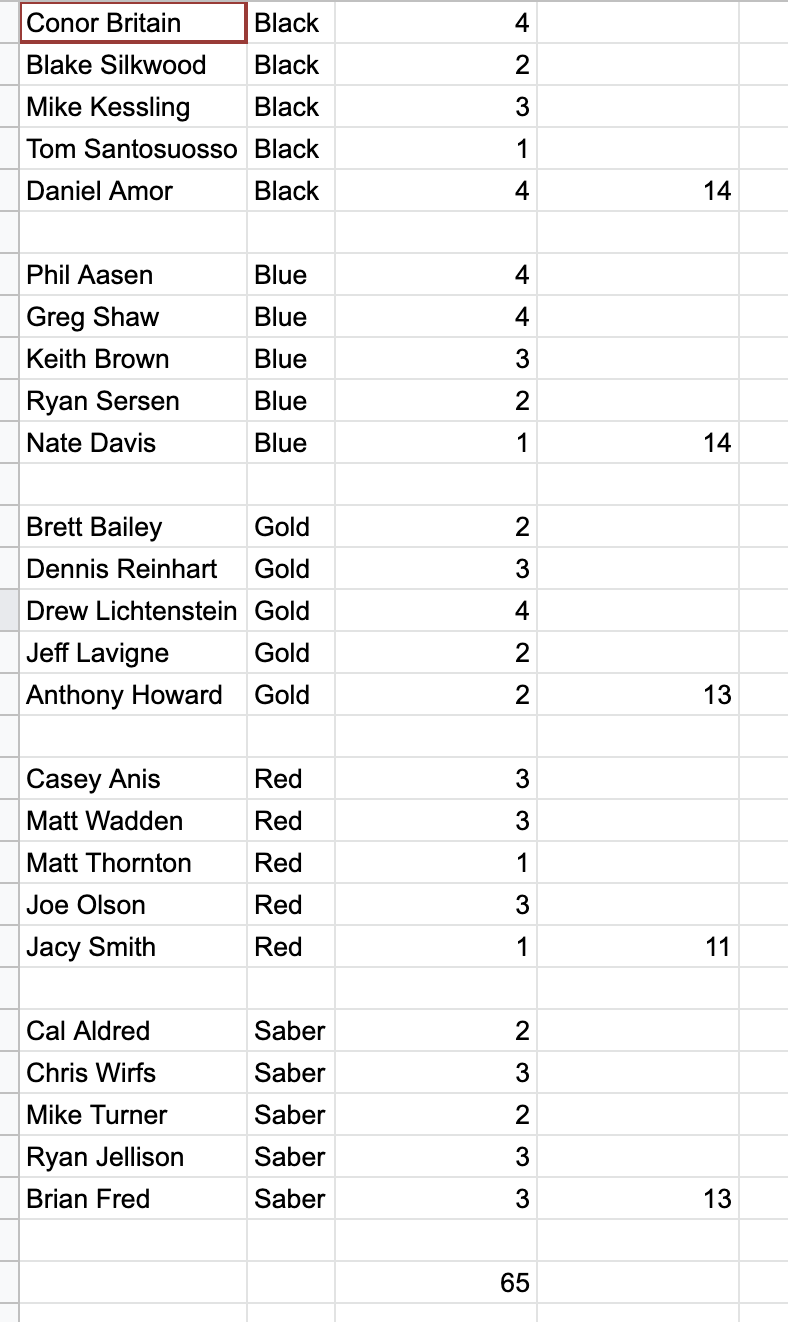 Conor Britain Black 4
Blake Silkwood Black 2
Mike Kessling Black 3
Tom Santosuosso Black 1
Daniel Amor Black 4 14
Phil Aasen Blue 4
Greg Shaw Blue 4
Keith Brown Blue 3
Ryan Sersen Blue 2
Nate Davis Blue 1 14
Brett Bailey Gold 2
Dennis Reinhart Gold 3
Drew Lichtenstein Gold 4
Jeff Lavigne Gold 2
Anthony Howard Gold 2 13
Casey Anis Red 3
Matt Wadden Red 3
Matt Thornton Red 1
Joe Olson Red 3
Jacy Smith Red 1 11
Cal Aldred Saber 2
Chris Wirfs Saber 3
Mike Turner Saber 2
Ryan Jellison Saber 3
Brian Fred Saber 3 13
65